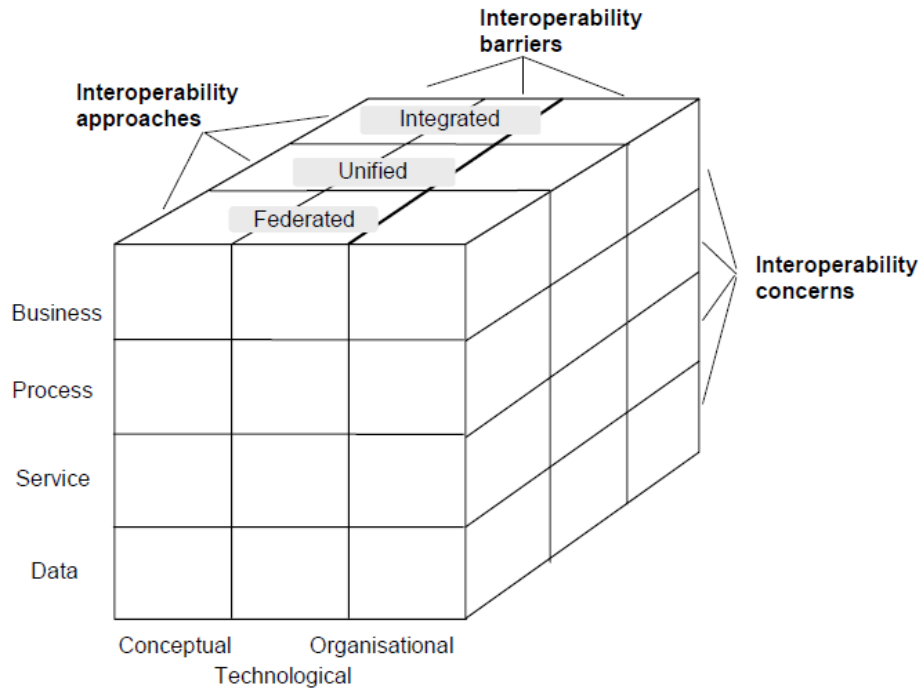 Interoperability
barriers
Interoperability
approaches
Integrated
Unified
Federated
Interoperability
concerns
Business
Process
Service
Data
Conceptual
Organisational
Technological